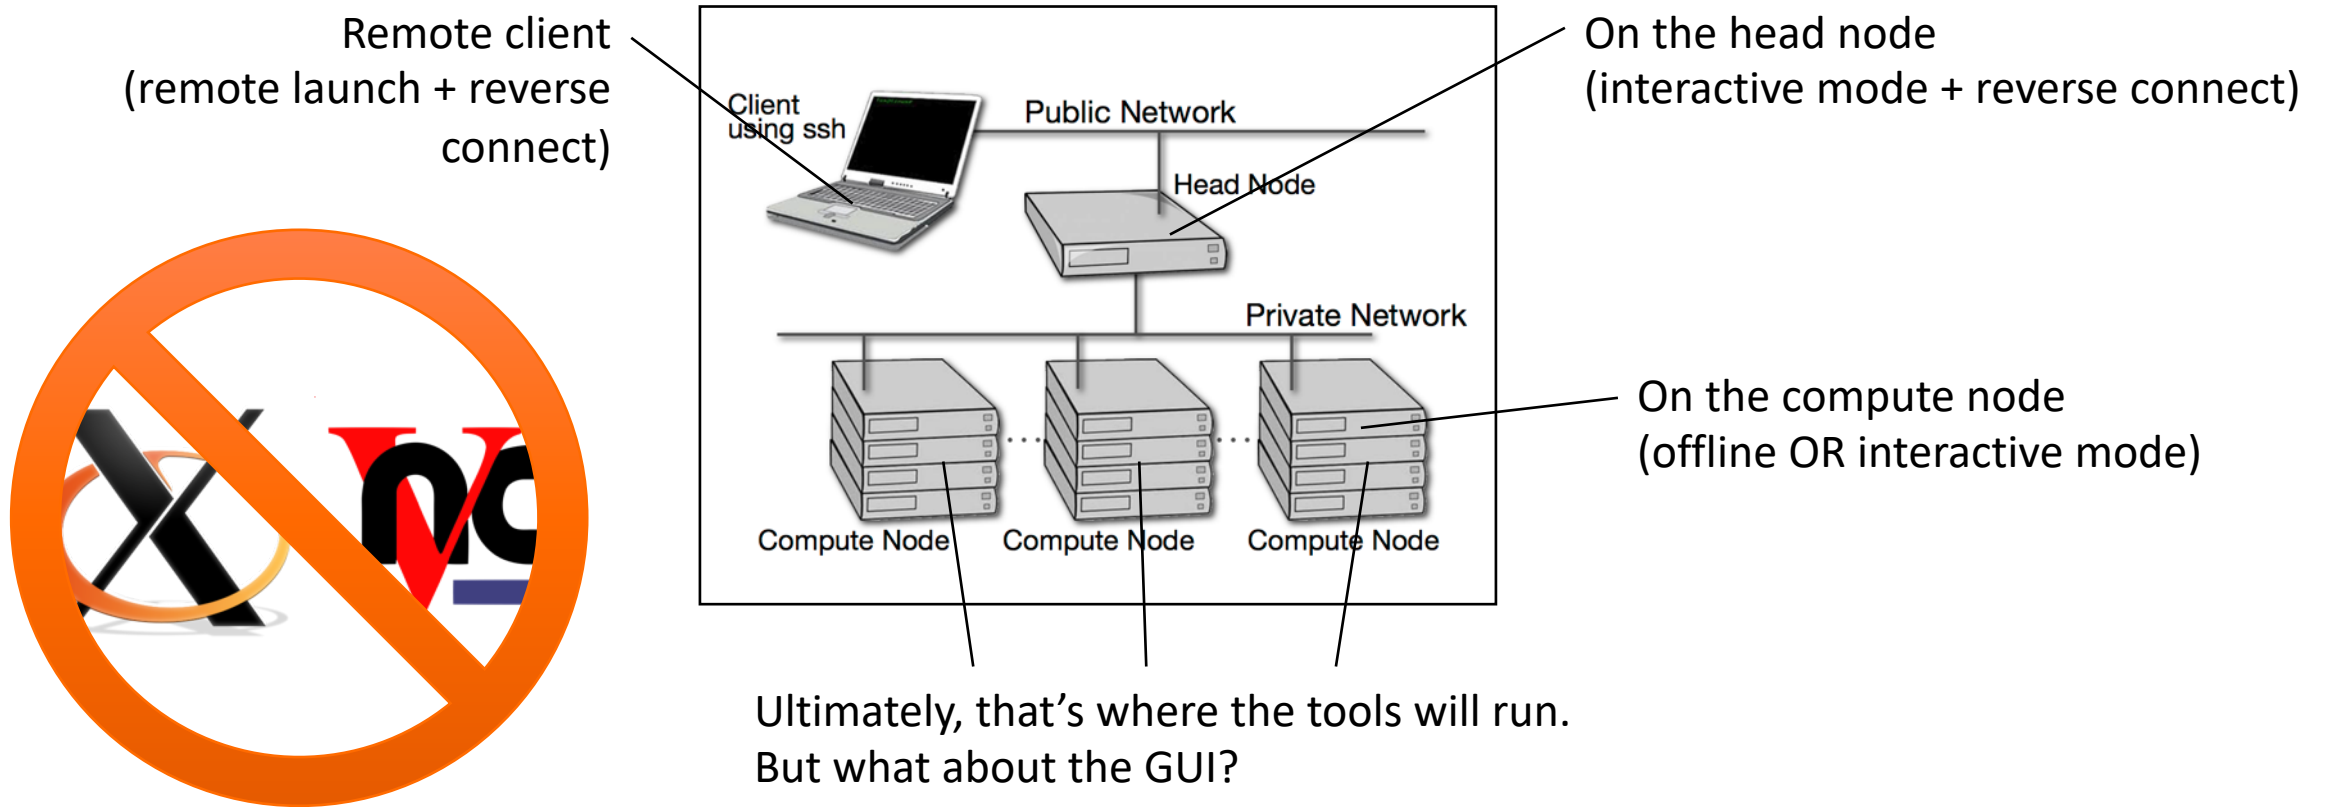 Remote client
(remote launch + reverse
connect)
On the head node
(interactive mode + reverse connect)
Client
using ssh
Public Network
Head Node
Private Network
On the compute node
(offline OR interactive mode)
Compute Node
Compute Node
Compute Node
X
Vnc
Ultimately, that’s where the tools will run.
But what about the GUI?